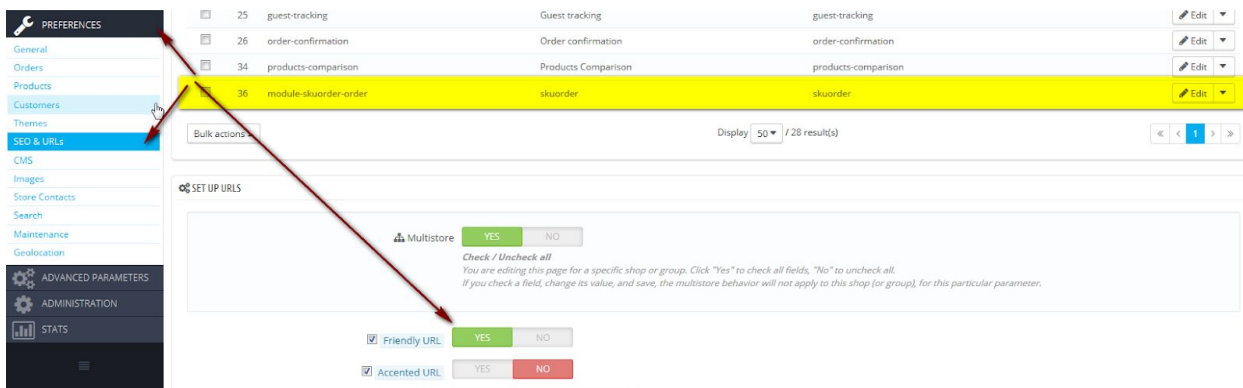 PREFERENCES
General
Orders
Products
Customers
Themes
SEO & URLs
CMS
Images
Store Contacts
Search
Maintenance
Geolocation
ADVANCED PARAMETERS
ADMINISTRATION
STATS
25 guest-tracking Guest tracking guest-tracking Edit
26 order-confirmation Order confirmation order-confirmation Edit
34 products-comparison Products Comparison products-comparison Edit
36 module-skuorder-order skuorder skuorder Edit
Bulk actions Display 50 / 28 result(s) « < 1 > »
SET UP URLS
Multistore YES NO
Check / Uncheck all
You are editing this page for a specific shop or group. Click "Yes" to check all fields, "No" to uncheck all.
If you check a field, change its value, and save, the multistore behavior will not apply to this shop (or group), for this particular parameter.
Friendly URL YES NO
Accented URL YES NO